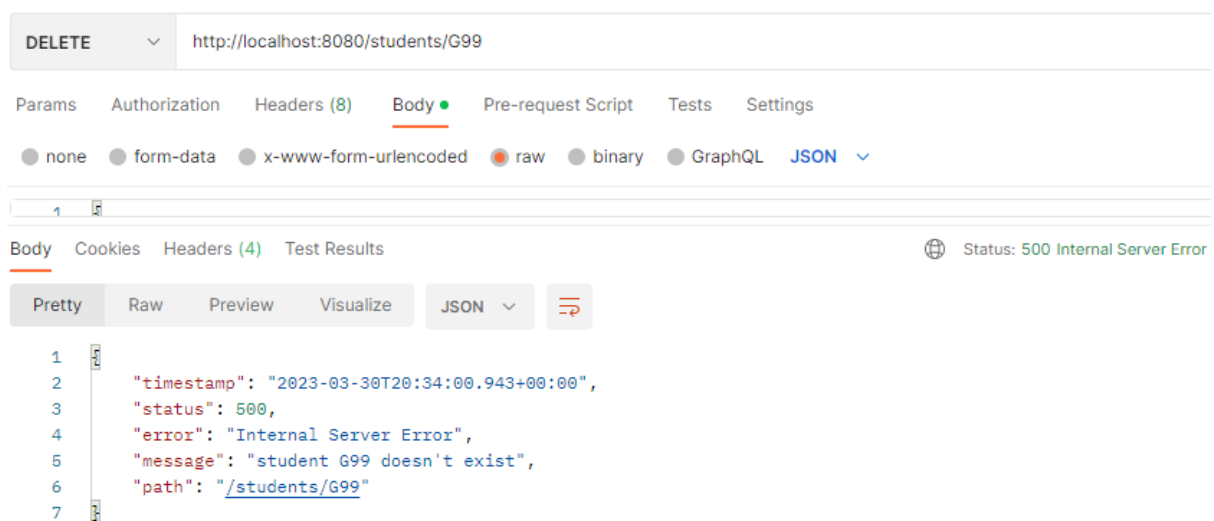 DELETE http://localhost:8080/students/G99
Params Authorization Headers (8) Body Pre-request Script Tests Settings
none form-data x-www-form-urlencoded raw binary GraphQL JSON
1 {
Body Cookies Headers (4) Test Results Status: 500 Internal Server Error
Pretty Raw Preview Visualize JSON
1 {
2 "timestamp": "2023-03-30T20:34:00.943+00:00",
3 "status": 500,
4 "error": "Internal Server Error",
5 "message": "student G99 doesn't exist",
6 "path": "/students/G99"
7 }